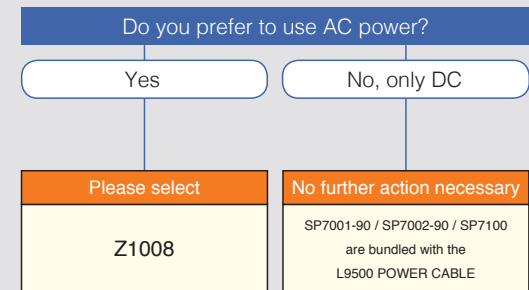 Do you prefer to use AC power?
Yes
No, only DC
Please select
Z1008
No further action necessary
SP7001-90 / SP7002-90 / SP7100
are bundled with the
L9500 POWER CABLE